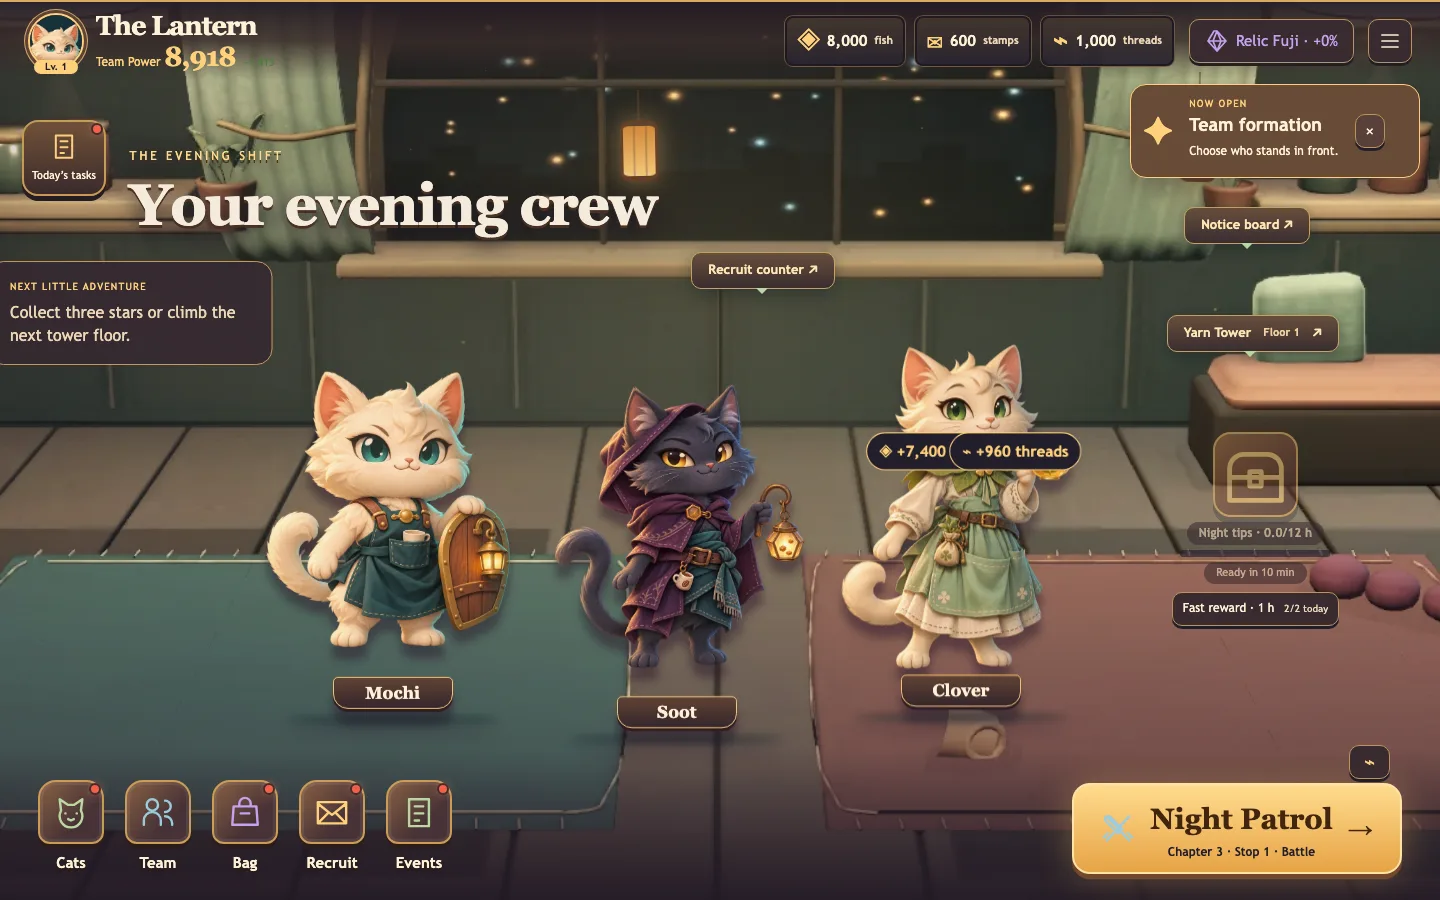 The Lantern
Team Power 8,918
Lv. 1
8,000 fish
600 stamps
1,000 threads
Relic Fuji · +0%
NOW OPEN
Team formation
Choose who stands in front.
×
Today's tasks
THE EVENING SHIFT
Your evening crew
Notice board ↗
Recruit counter ↗
NEXT LITTLE ADVENTURE
Collect three stars or climb the
next tower floor.
Yarn Tower Floor 1 ↗
+7,400
+960 threads
Night tips · 0.0/12 h
Ready in 10 min
Fast reward · 1 h 2/2 today
Mochi
Soot
Clover
Cats
Team
Bag
Recruit
Events
Night Patrol →
Chapter 3 · Stop 1 · Battle